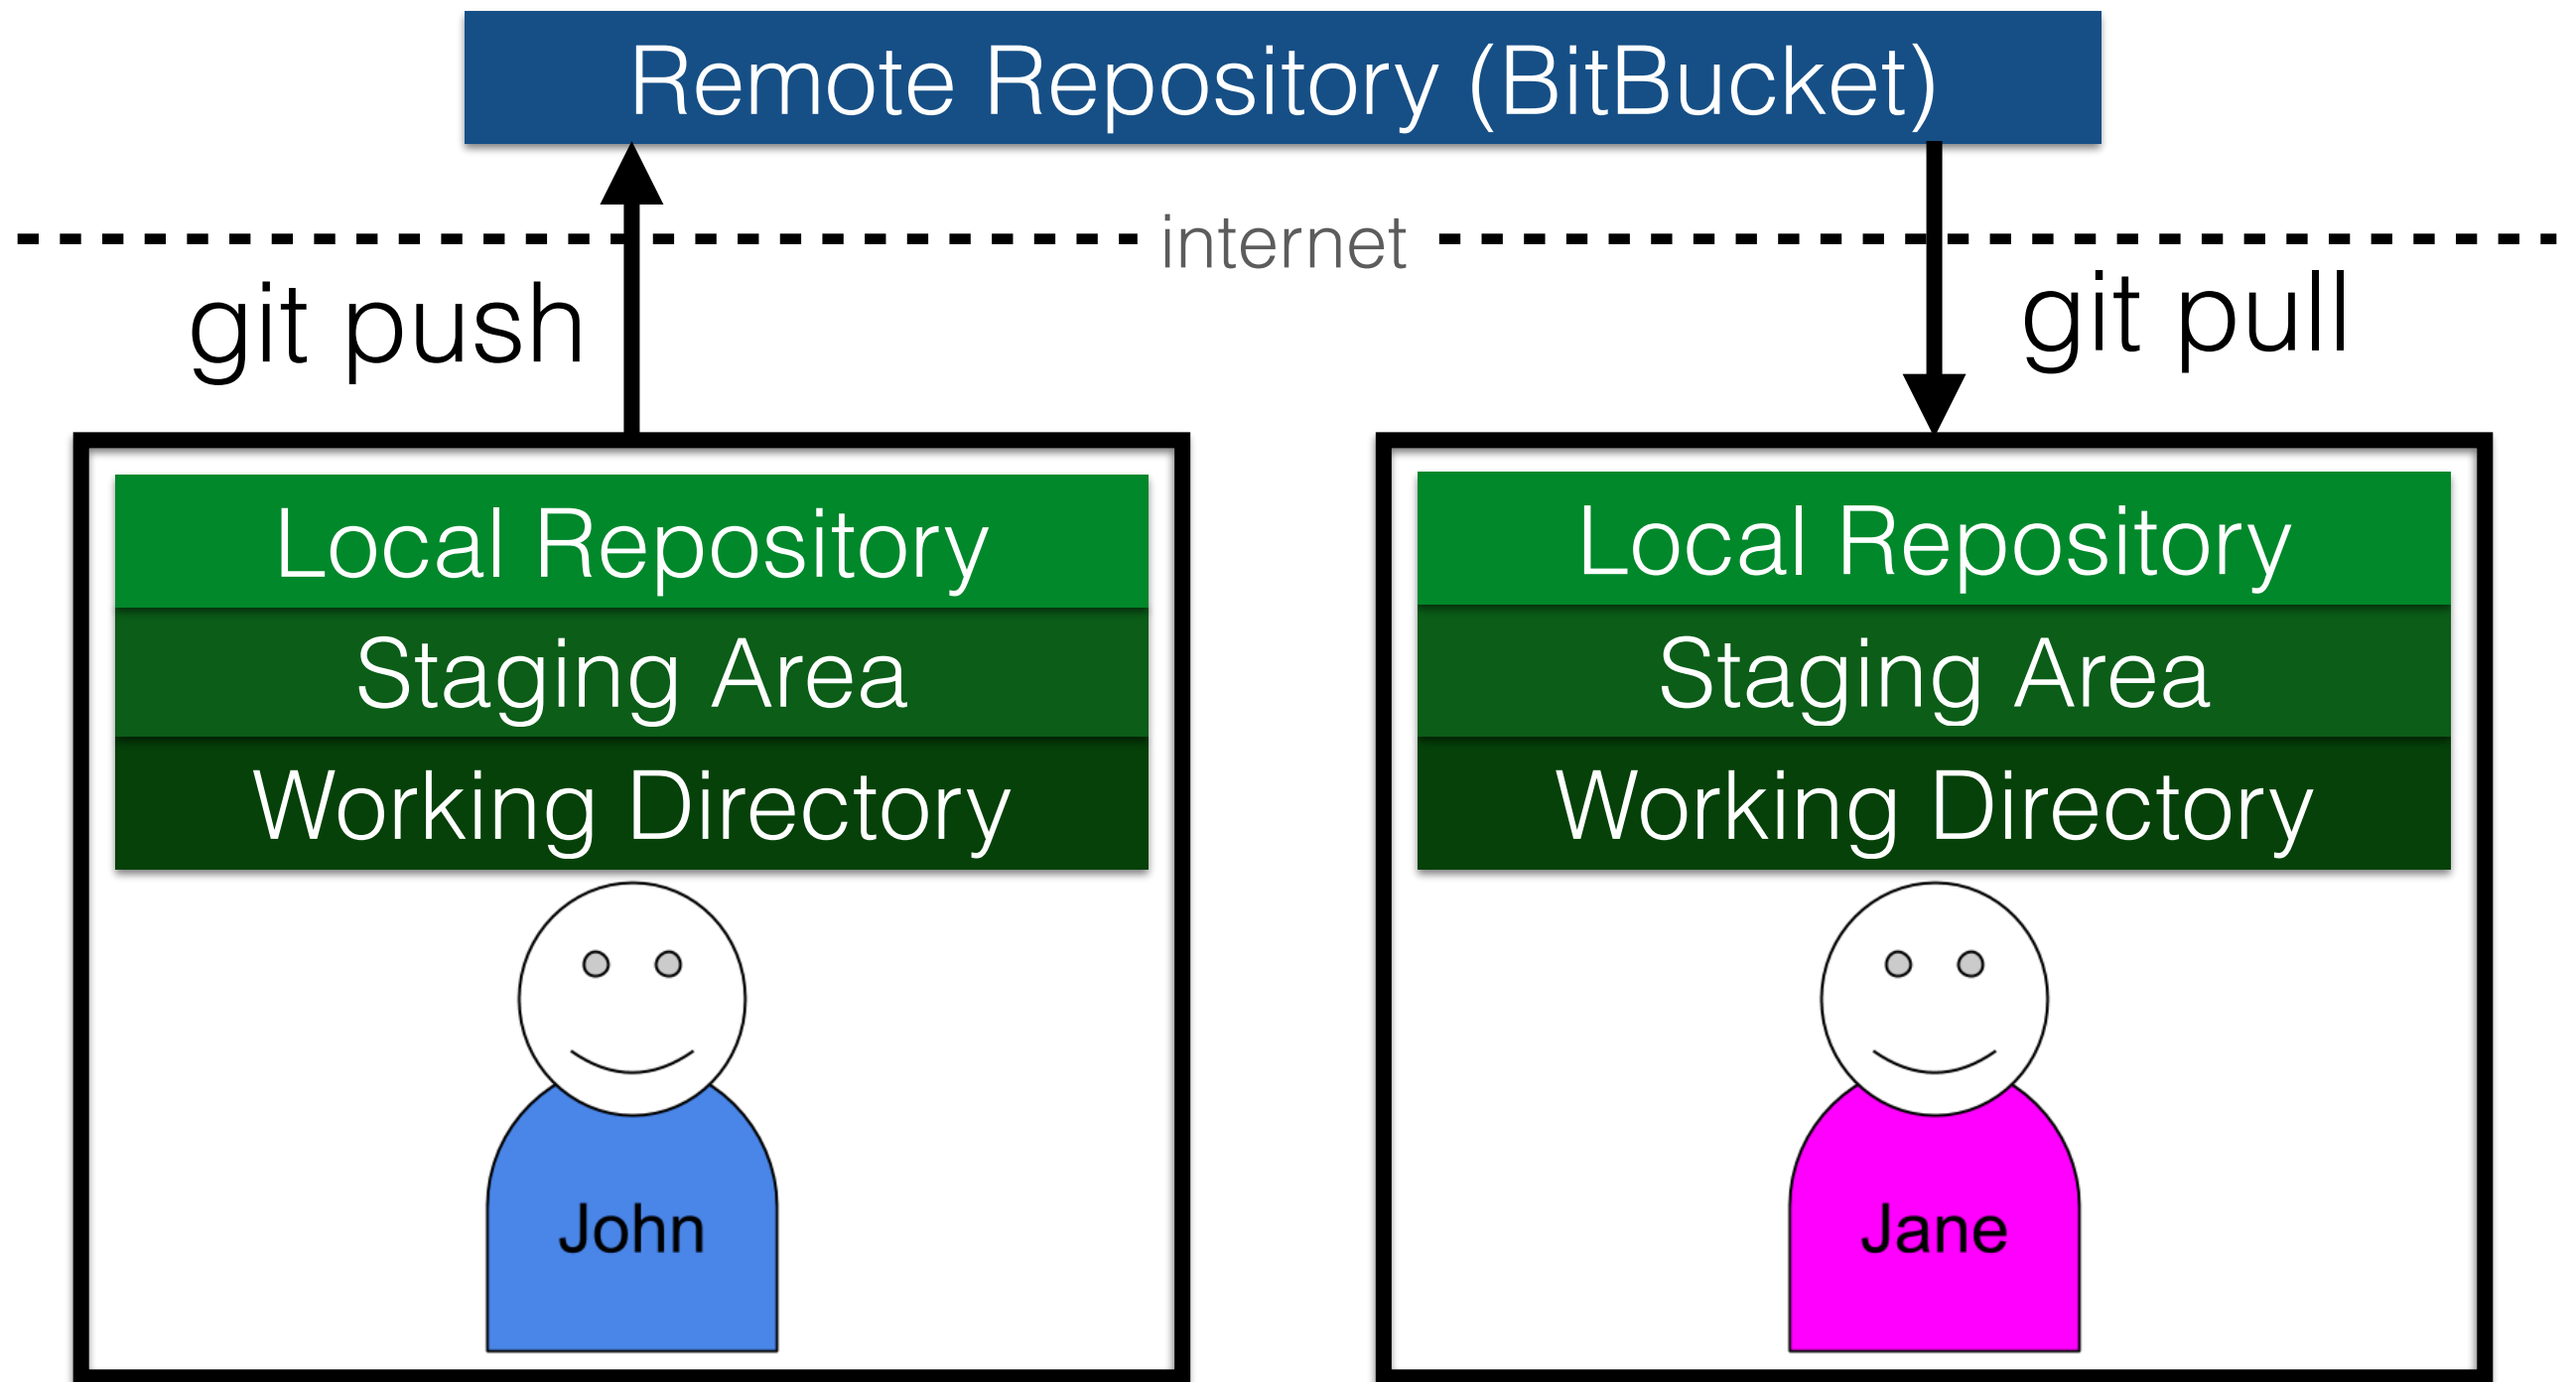 Remote Repository (BitBucket)
internet
git push
git pull
Local Repository
Staging Area
Working Directory
John
Local Repository
Staging Area
Working Directory
Jane